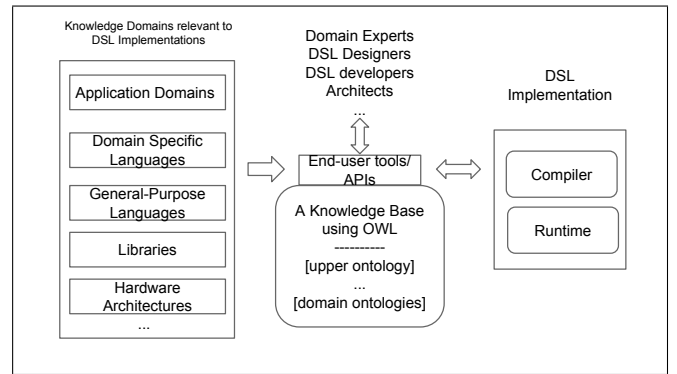 Knowledge Domains relevant to
DSL Implementations
Application Domains
Domain Specific
Languages
General-Purpose
Languages
Libraries
Hardware
Architectures
...
Domain Experts
DSL Designers
DSL developers
Architects
...
End-user tools/
APIs
A Knowledge Base
using OWL
----------
[upper ontology]
...
[domain ontologies]
DSL
Implementation
Compiler
Runtime